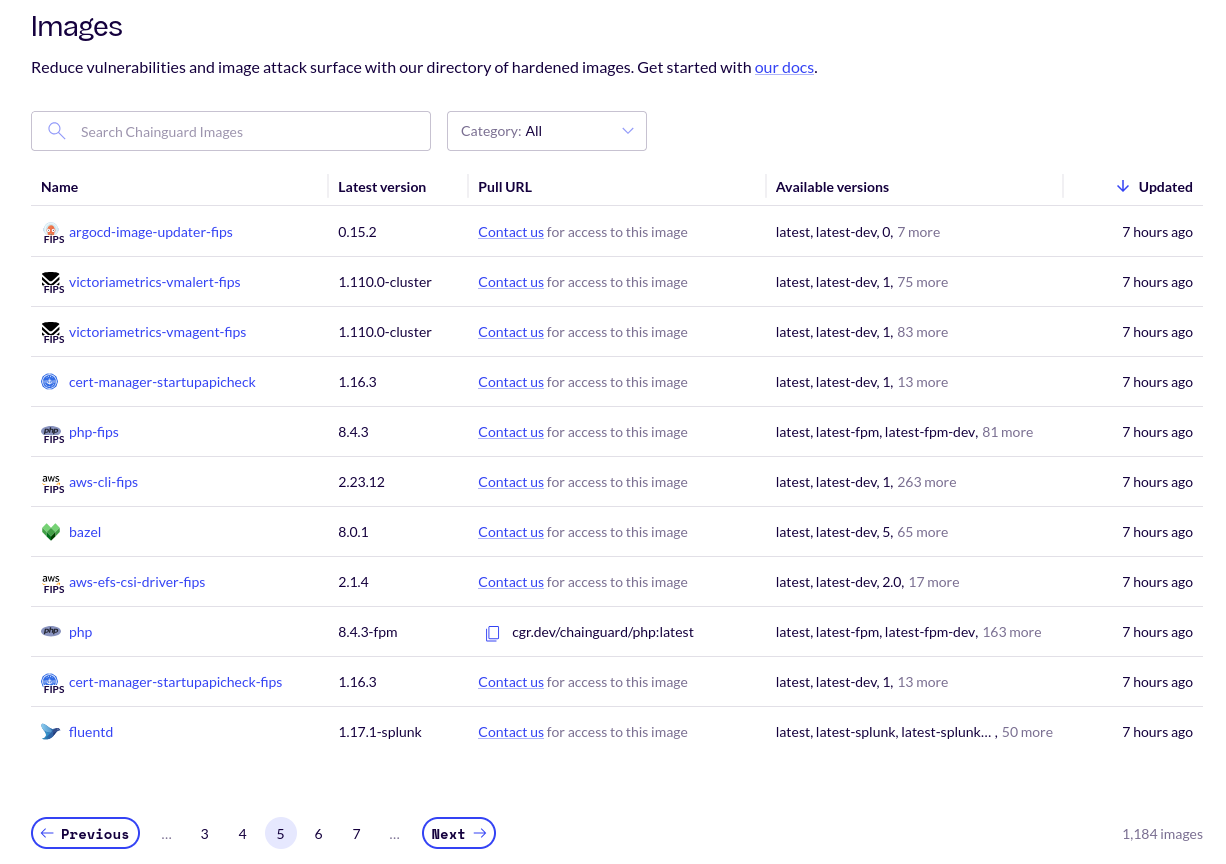 Images
Reduce vulnerabilities and image attack surface with our directory of hardened images. Get started with our docs.
Search Chainguard Images Category: All
Name Latest version Pull URL Available versions Updated
FIPS argocd-image-updater-fips 0.15.2 Contact us for access to this image latest, latest-dev, 0, 7 more 7 hours ago
FIPS victoriametrics-vmalert-fips 1.110.0-cluster Contact us for access to this image latest, latest-dev, 1, 75 more 7 hours ago
FIPS victoriametrics-vmagent-fips 1.110.0-cluster Contact us for access to this image latest, latest-dev, 1, 83 more 7 hours ago
cert-manager-startupapicheck 1.16.3 Contact us for access to this image latest, latest-dev, 1, 13 more 7 hours ago
php FIPS php-fips 8.4.3 Contact us for access to this image latest, latest-fpm, latest-fpm-dev, 81 more 7 hours ago
aws FIPS aws-cli-fips 2.23.12 Contact us for access to this image latest, latest-dev, 1, 263 more 7 hours ago
bazel 8.0.1 Contact us for access to this image latest, latest-dev, 5, 65 more 7 hours ago
aws FIPS aws-efs-csi-driver-fips 2.1.4 Contact us for access to this image latest, latest-dev, 2.0, 17 more 7 hours ago
php php 8.4.3-fpm cgr.dev/chainguard/php:latest latest, latest-fpm, latest-fpm-dev, 163 more 7 hours ago
FIPS cert-manager-startupapicheck-fips 1.16.3 Contact us for access to this image latest, latest-dev, 1, 13 more 7 hours ago
fluentd 1.17.1-splunk Contact us for access to this image latest, latest-splunk, latest-splunk... , 50 more 7 hours ago
← Previous ... 3 4 5 6 7 ... Next → 1,184 images